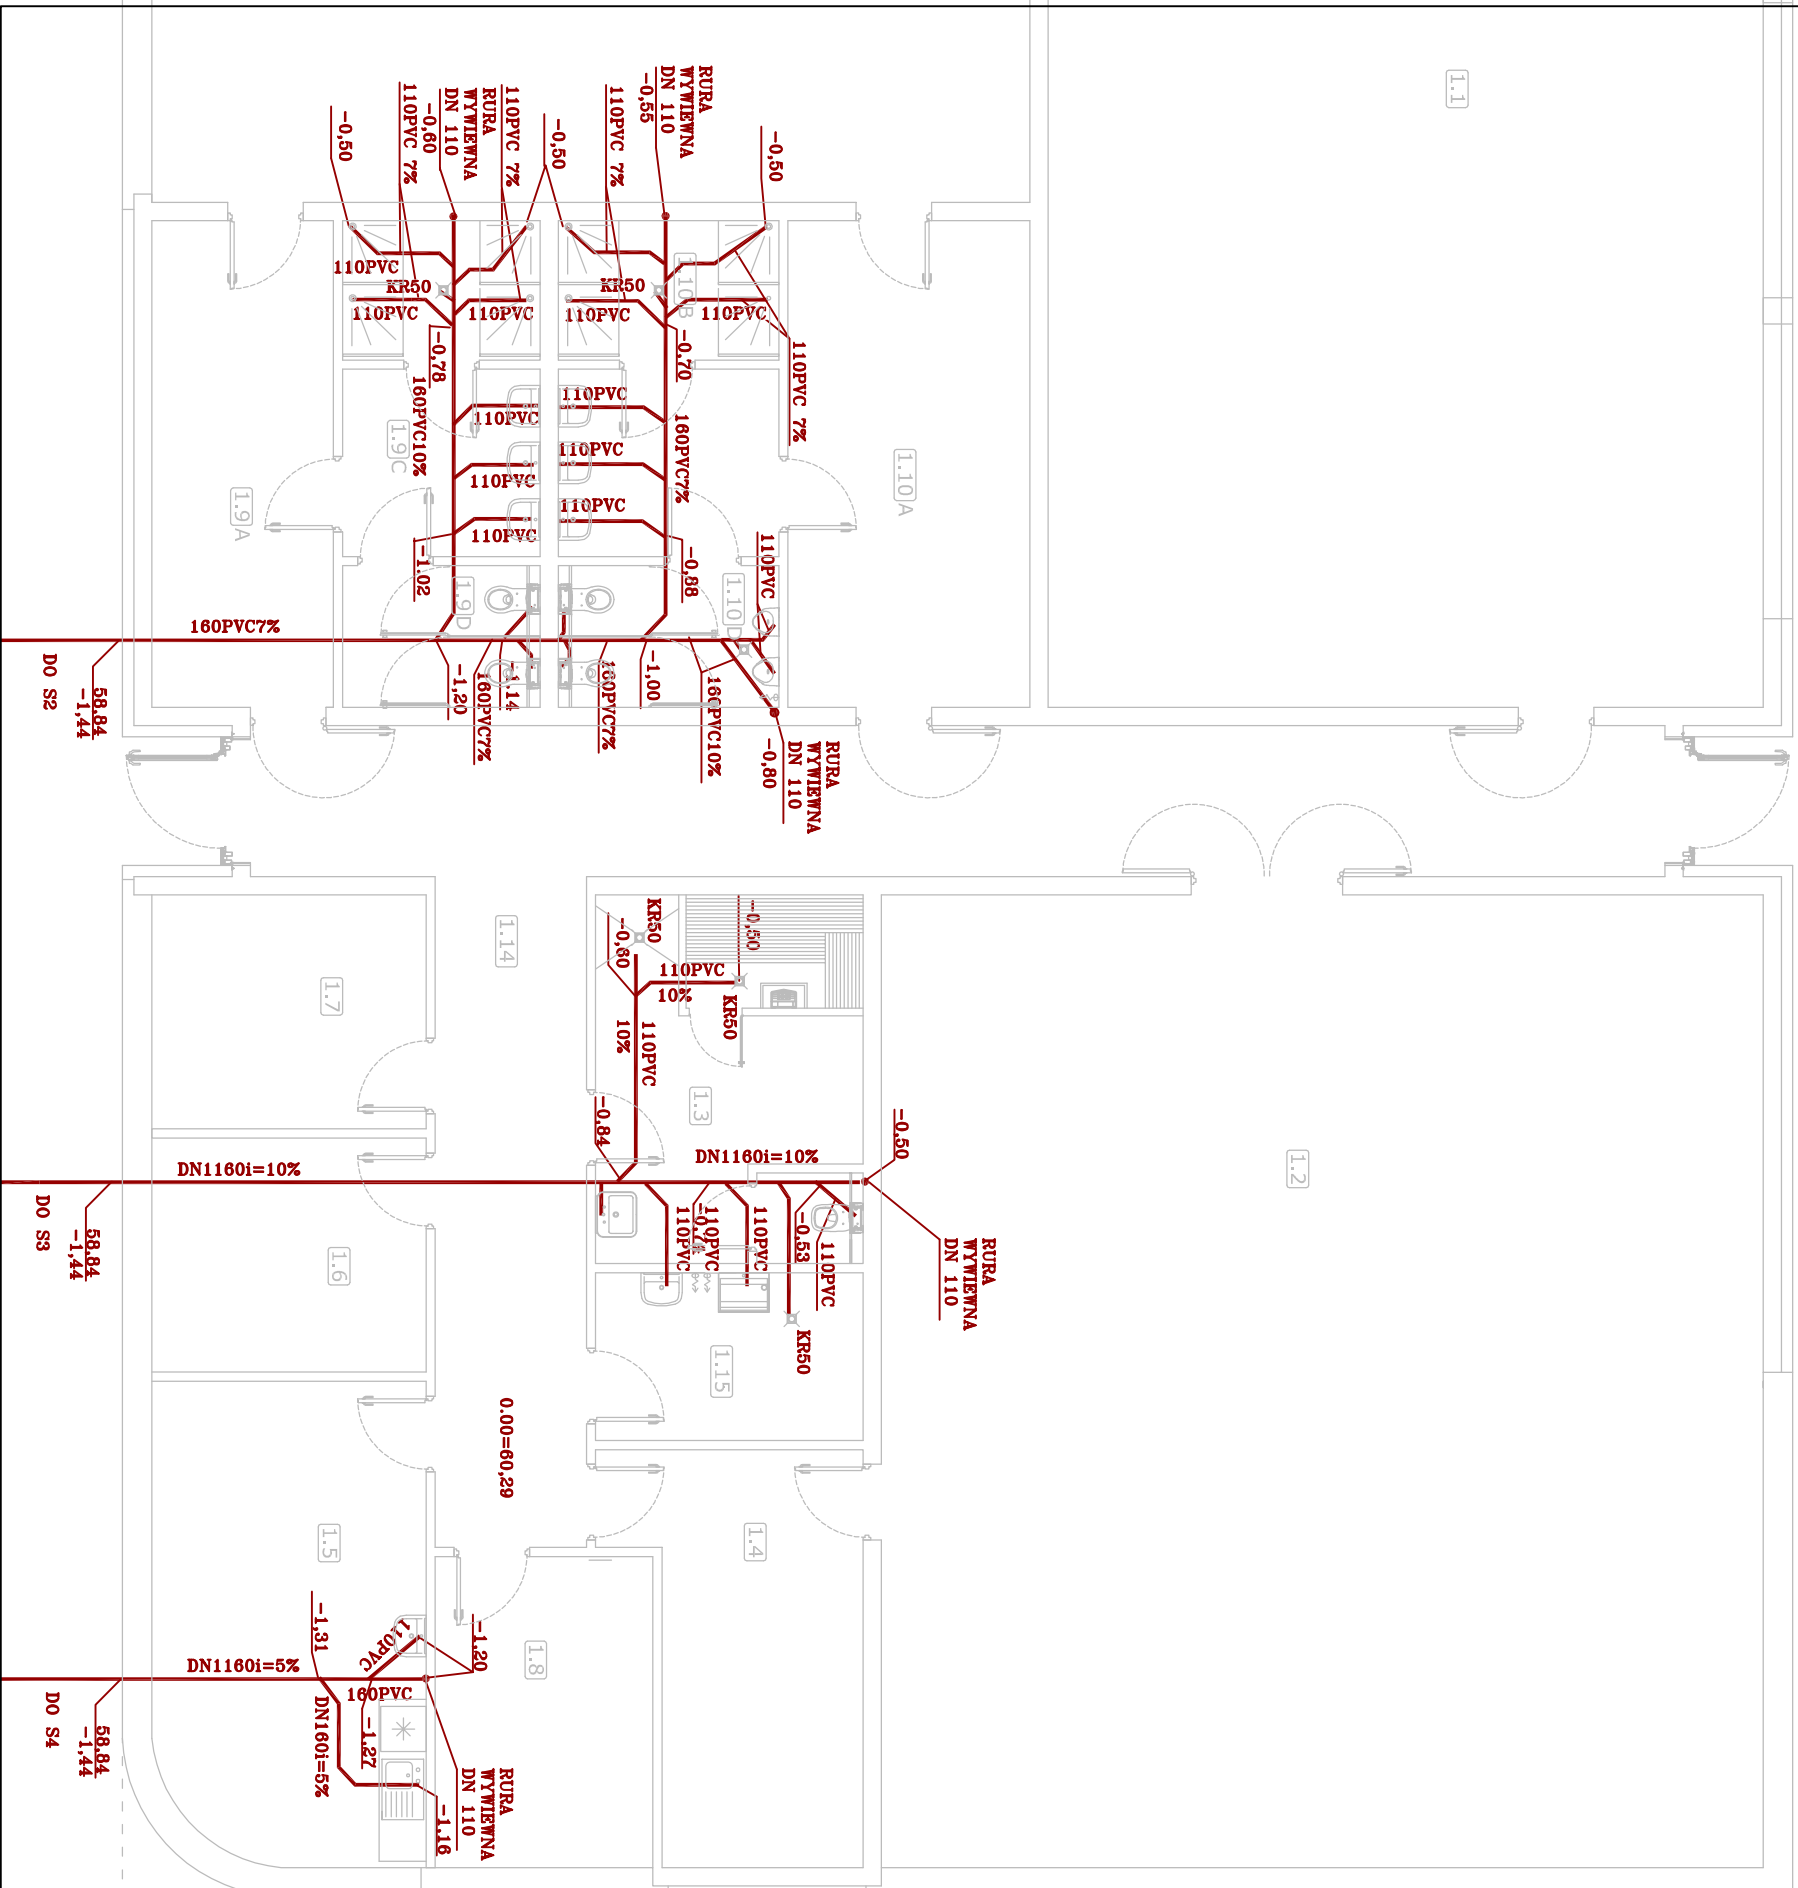 1.1
RURA
WYWIEWNA
DN 110
-0,55
-0,50
110PVC 7%
-0,50
110PVC 7%
RURA
WYWIEWNA
DN 110
-0,60
110PVC 7%
-0,50
110PVC
KR50
110PVC
110PVC
KR50
110PVC
110PVC
1.10B
-0,78
-0,70
110PVC 7%
160PVC10%
110PVC
110PVC
110PVC
110PVC
110PVC
110PVC
160PVC7%
1.9C
1.9A
1.10A
-1.02
-0,88
110PVC
1.9D
1.10D
160PVC7%
DO S2
58,84
-1,44
-1,20
160PVC7%
-1,14
160PVC7%
-1,00
160PVC10%
-0,80
RURA
WYWIEWNA
DN 110
1.14
1.7
KR50
-0,50
110PVC
10%
KR50
110PVC
10%
1.3
-0,84
-0,50
DN1160i=10%
DN1160i=10%
1.2
DO S3
58,84
-1,44
1.6
110PVC
110PVC
110PVC
-0,53
110PVC
RURA
WYWIEWNA
DN 110
KR50
1.15
0.00=60,29
1.5
1.4
1.8
-1,31
110PVC
-1,20
DN1160i=5%
160PVC
DO S4
58,84
-1,44
DN160i=5%
-1,27
-1,16
RURA
WYWIEWNA
DN 110